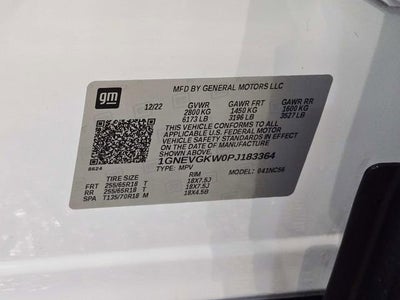 gm
MFD BY GENERAL MOTORS LLC
12/22 GVWR GAWR FRT GAWR RR
2800 KG 1450 KG 1600 KG
6173 LB 3196 LB 3527 LB
THIS VEHICLE CONFORMS TO ALL
APPLICABLE U.S. FEDERAL MOTOR
VEHICLE SAFETY STANDARDS IN EFFECT
ON THE DATE OF MANUFACTURE
SHOWN ABOVE.
1GNEVGKW0PJ183364
8624 TYPE: MPV MODEL: 041NC56
TIRE SIZE RIM
FRT 255/65R18 T 18X7.5J
RR 255/65R18 T 18X7.5J
SPA T135/70R18 M 18X4.5B